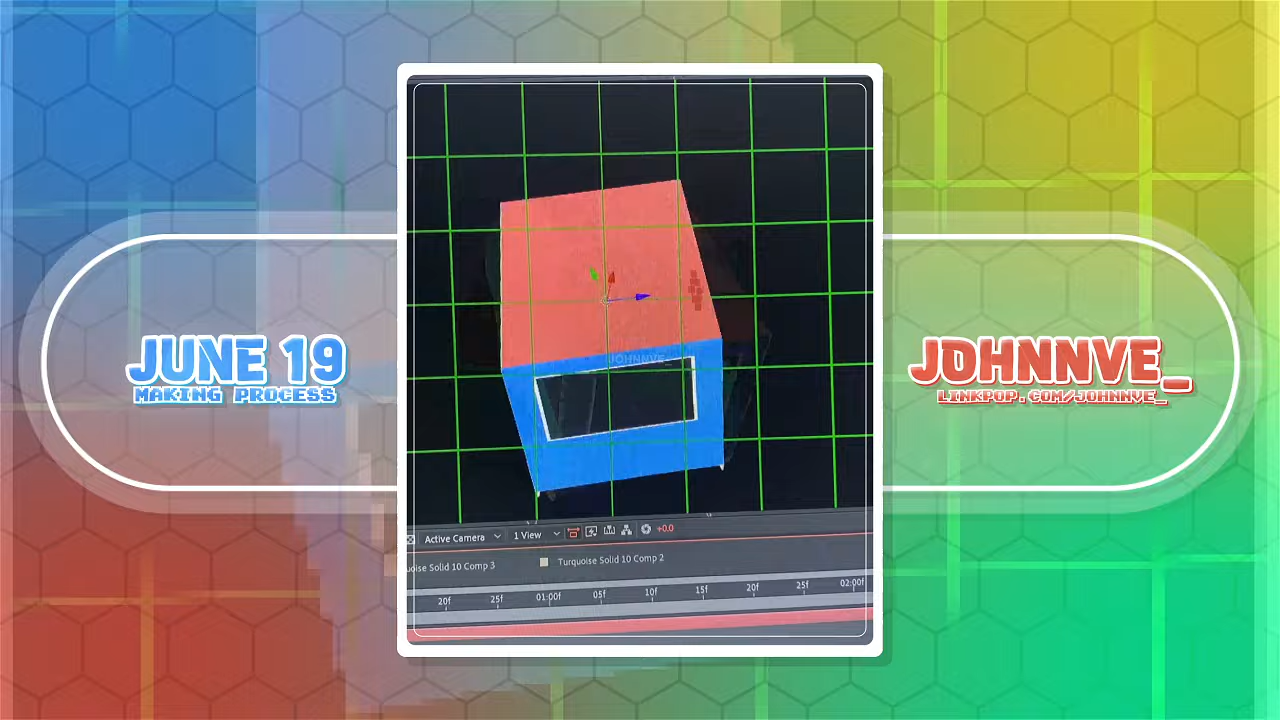 JUNE 19
MAKING PROCESS
JOHNNVE_
LINKPOP.COM/JOHNNVE_
JOHNNVE_
Active Camera
1 View
+0.0
uoise Solid 10 Comp 3
Turquoise Solid 10 Comp 2
20f 25f 01:00f 05f 10f 15f 20f 25f 02:00f